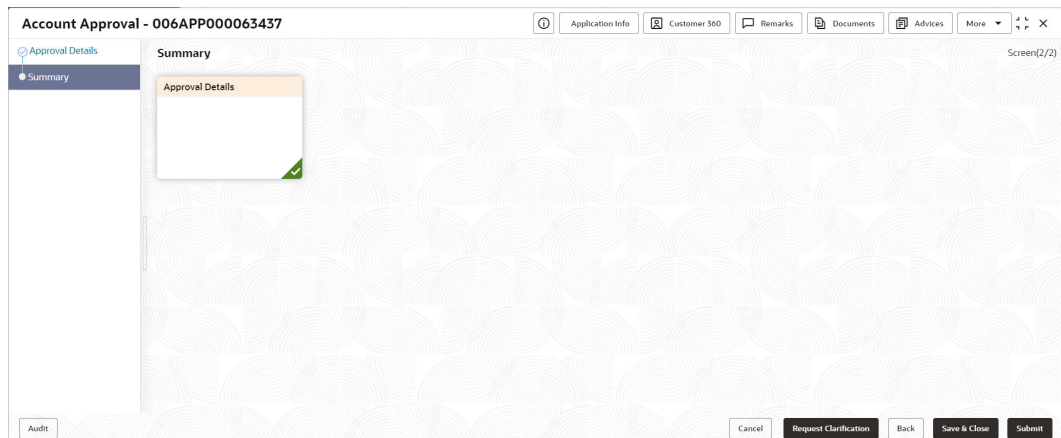 Account Approval - 006APP000063437
Application Info
Customer 360
Remarks
Documents
Advices
More
Approval Details
Summary
Summary
Screen(2/2)
Approval Details
Audit
Cancel
Request Clarification
Back
Save & Close
Submit